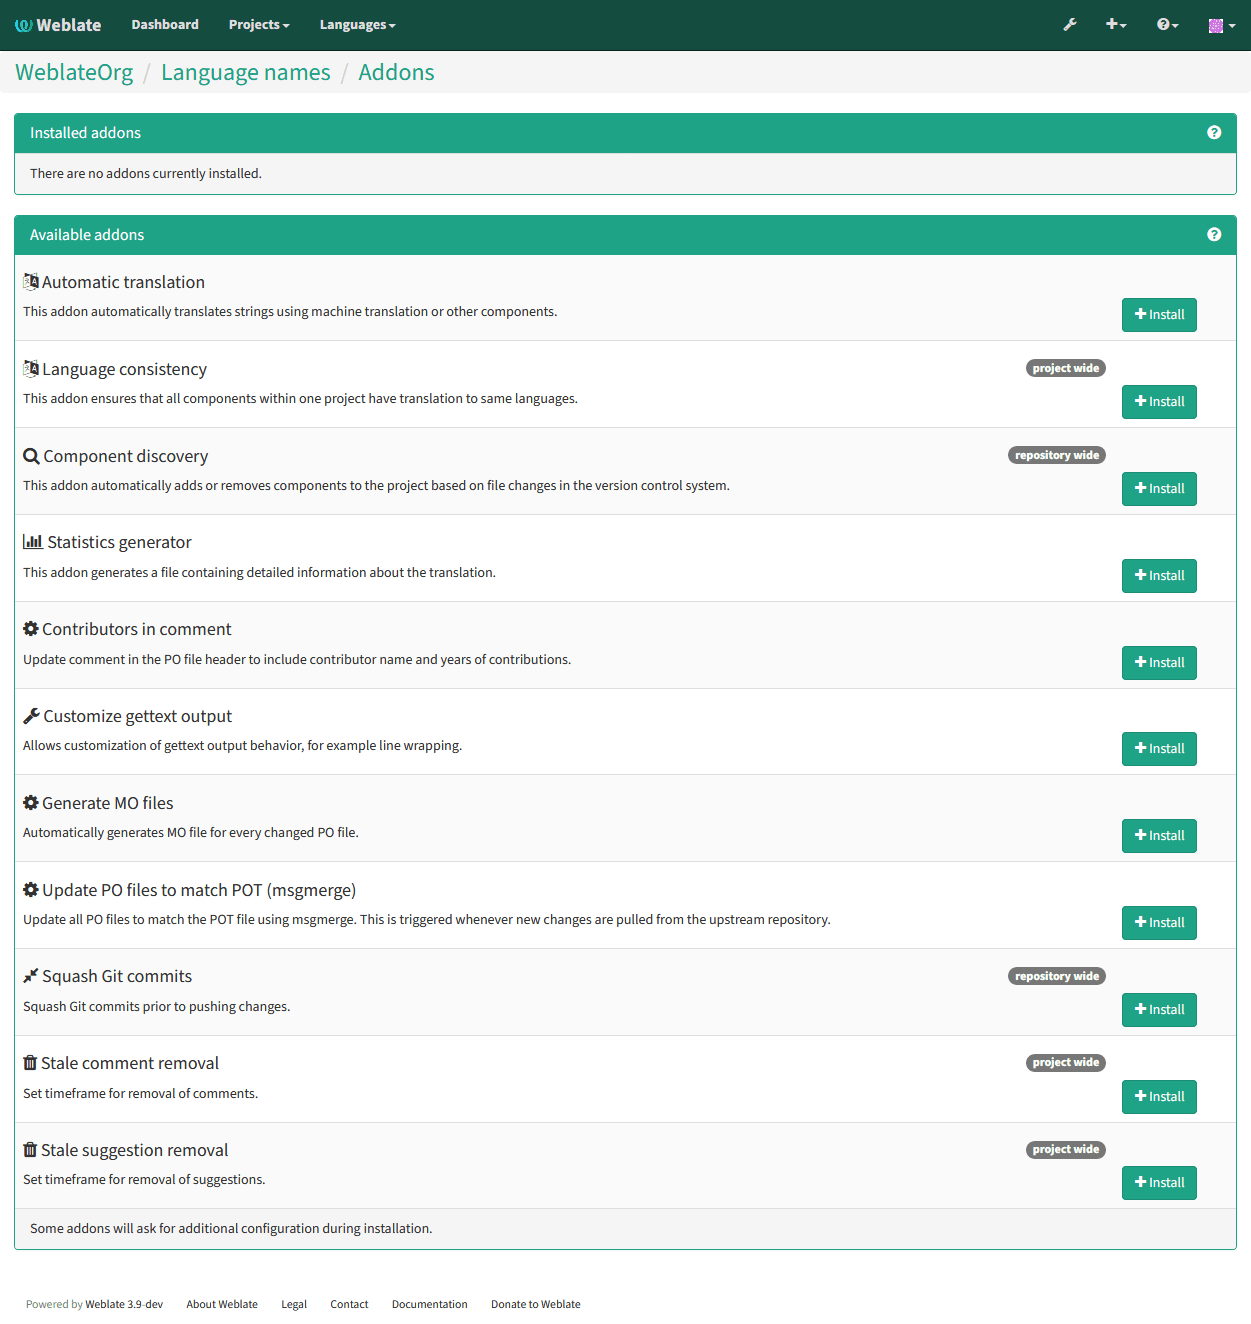 Weblate Dashboard Projects Languages
WeblateOrg / Language names / Addons
Installed addons
There are no addons currently installed.
Available addons
Automatic translation
This addon automatically translates strings using machine translation or other components.
Install
Language consistency project wide
This addon ensures that all components within one project have translation to same languages.
Install
Component discovery repository wide
This addon automatically adds or removes components to the project based on file changes in the version control system.
Install
Statistics generator
This addon generates a file containing detailed information about the translation.
Install
Contributors in comment
Update comment in the PO file header to include contributor name and years of contributions.
Install
Customize gettext output
Allows customization of gettext output behavior, for example line wrapping.
Install
Generate MO files
Automatically generates MO file for every changed PO file.
Install
Update PO files to match POT (msgmerge)
Update all PO files to match the POT file using msgmerge. This is triggered whenever new changes are pulled from the upstream repository.
Install
Squash Git commits repository wide
Squash Git commits prior to pushing changes.
Install
Stale comment removal project wide
Set timeframe for removal of comments.
Install
Stale suggestion removal project wide
Set timeframe for removal of suggestions.
Install
Some addons will ask for additional configuration during installation.
Powered by Weblate 3.9-dev About Weblate Legal Contact Documentation Donate to Weblate